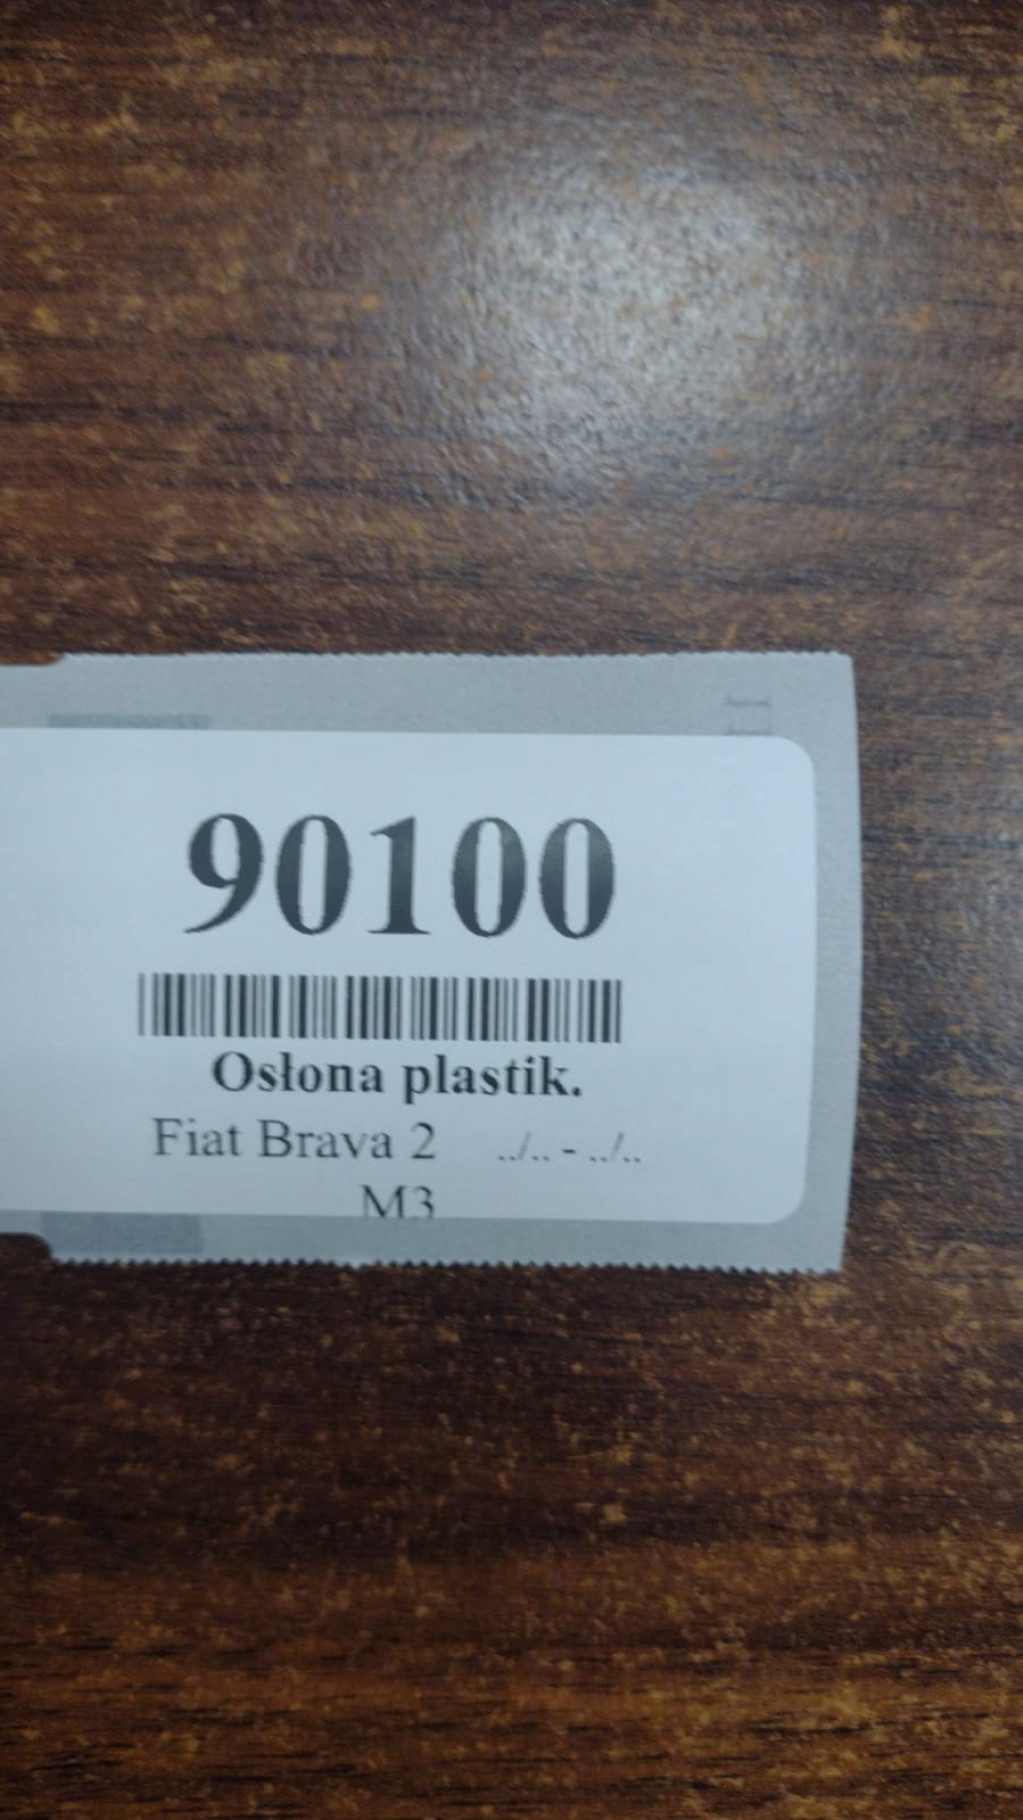 90100
Osłona plastik.
Fiat Brava 2 ../.. - ../..
M3